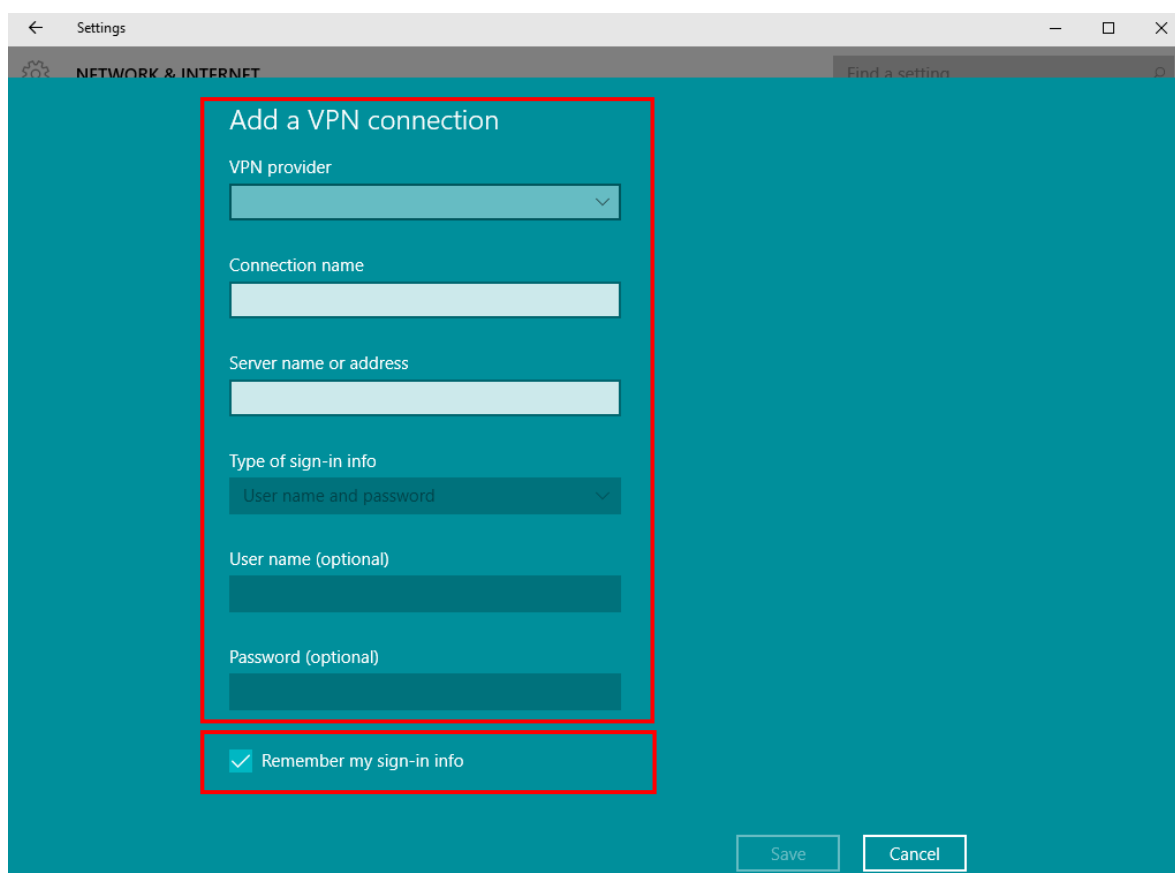 Settings
NETWORK & INTERNET
Find a setting
Add a VPN connection
VPN provider
Connection name
Server name or address
Type of sign-in info
User name and password
User name (optional)
Password (optional)
Remember my sign-in info
Save
Cancel